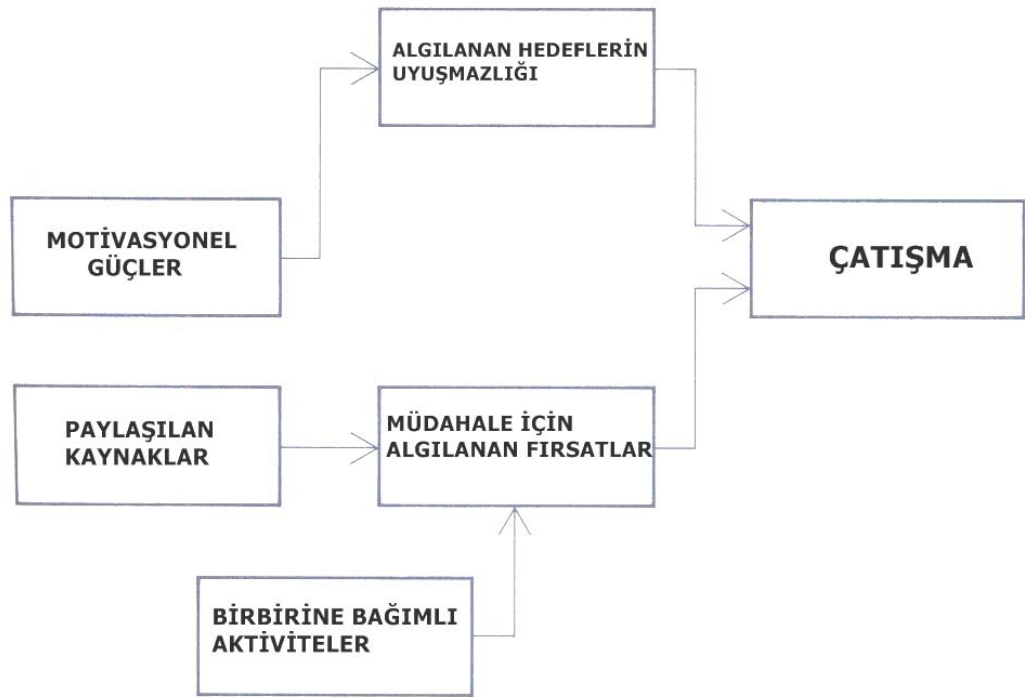 ALGILANAN HEDEFLERİN
UYUŞMAZLIĞI
MOTİVASYONEL
GÜÇLER
ÇATIŞMA
PAYLAŞILAN
KAYNAKLAR
MÜDAHALE İÇİN
ALGILANAN FIRSATLAR
BİRBİRİNE BAĞIMLI
AKTİVİTELER